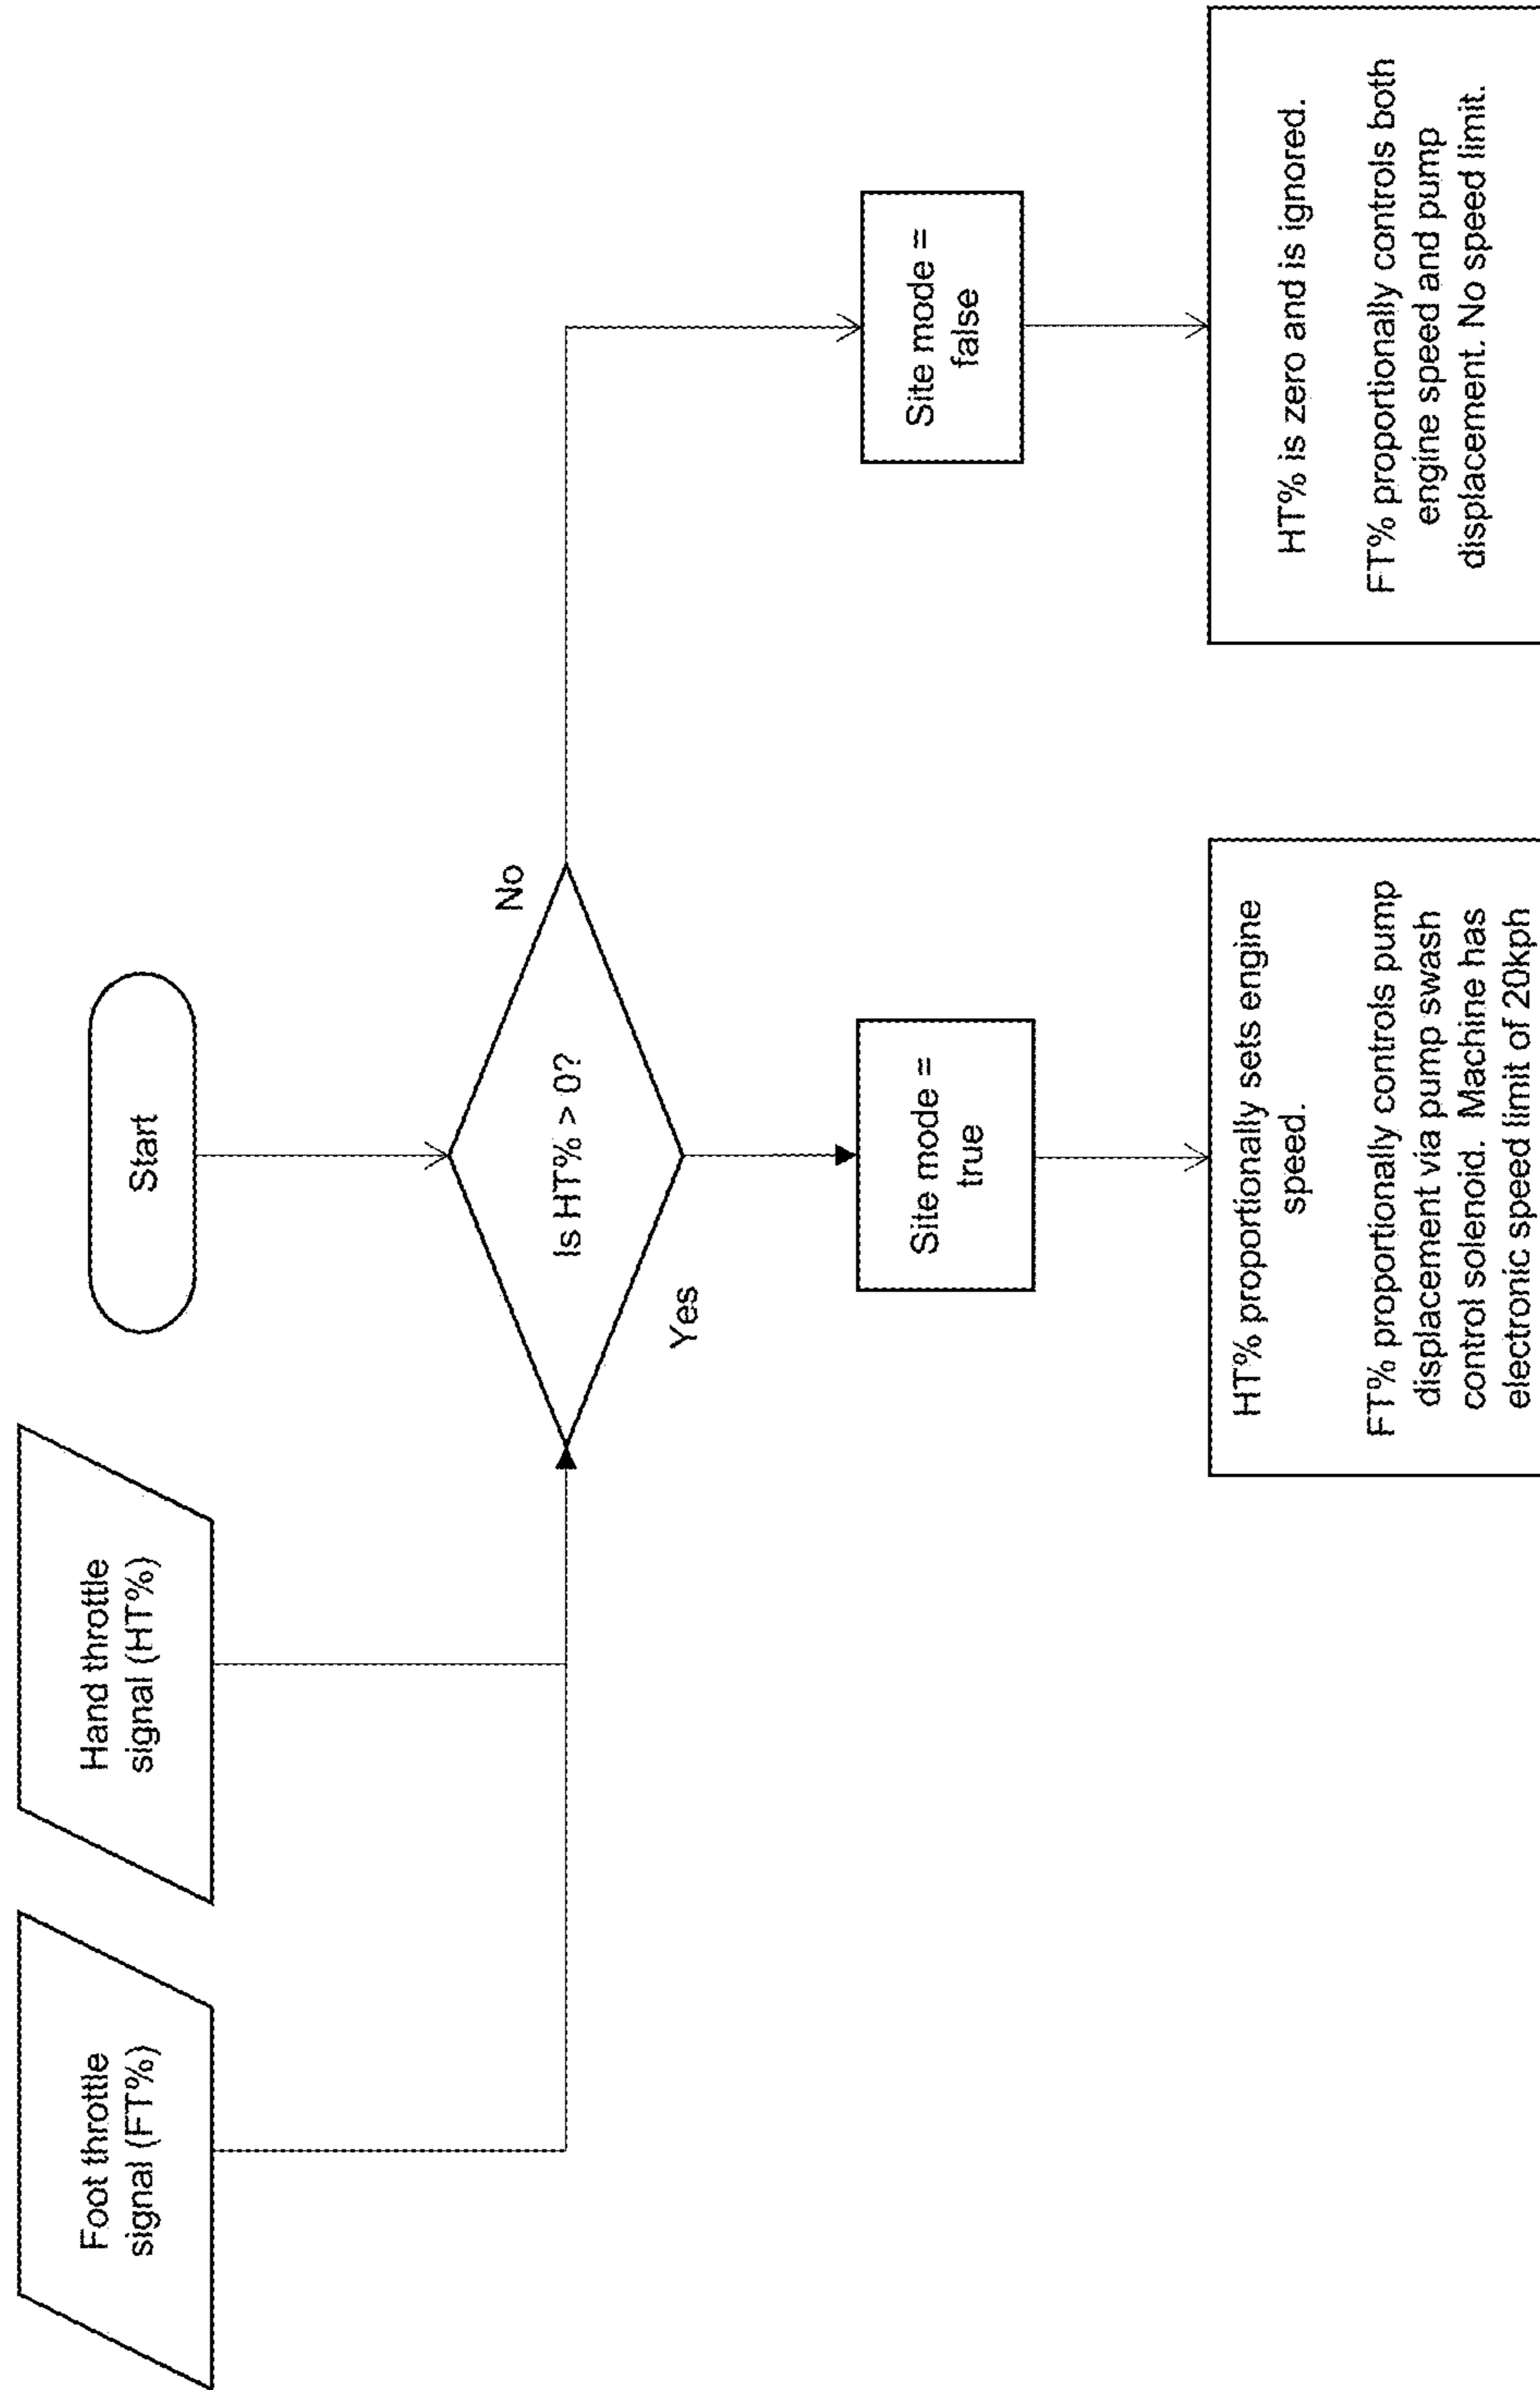 Foot throttle
signal (FT%)
Hand throttle
signal (HT%)
Start
Is HT% > 0?
No
Yes
Site mode =
true
Site mode =
false
HT% proportionally sets engine
speed.
FT% proportionally controls pump
displacement via pump swash
control solenoid. Machine has
electronic speed limit of 20kph
HT% is zero and is ignored.
FT% proportionally controls both
engine speed and pump
displacement. No speed limit.